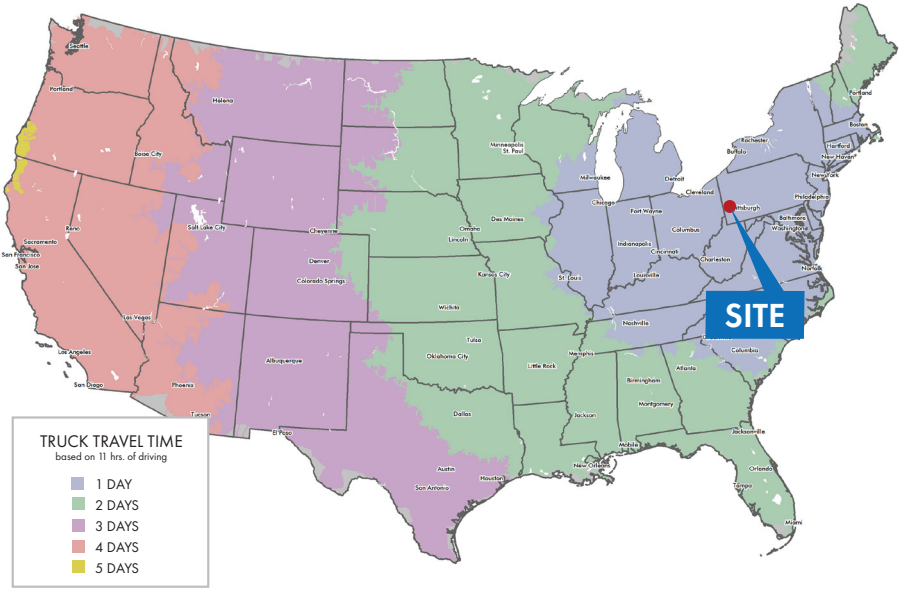 Seattle
Portland
Helena
Boise City
Minneapolis
St. Paul
Portland
Rochester
Buffalo
Boston
Hartford
New Haven
New York
Milwaukee
Detroit
Chicago
Cleveland
Fort Wayne
ittsburgh
Philadelphia
Columbus
Baltimore
Washington
Reno
Salt Lake City
Cheyenne
Des Moines
Omaha
Lincoln
Indianapolis
Cincinnati
Charleston
Sacramento
San Francisco
San Jose
Denver
Colorado Springs
Kansas City
St. Louis
Louisville
Norfolk
SITE
Las Vegas
Wichita
Nashville
Los Angeles
San Diego
Phoenix
Tucson
Albuquerque
Tulsa
Oklahoma City
Memphis
Little Rock
Columbia
Atlanta
Birmingham
Montgomery
Dallas
Jackson
El Paso
Austin
San Antonio
Houston
Mobile
New Orleans
Jacksonville
Orlando
Tampa
Miami
TRUCK TRAVEL TIME
based on 11 hrs. of driving
1 DAY
2 DAYS
3 DAYS
4 DAYS
5 DAYS